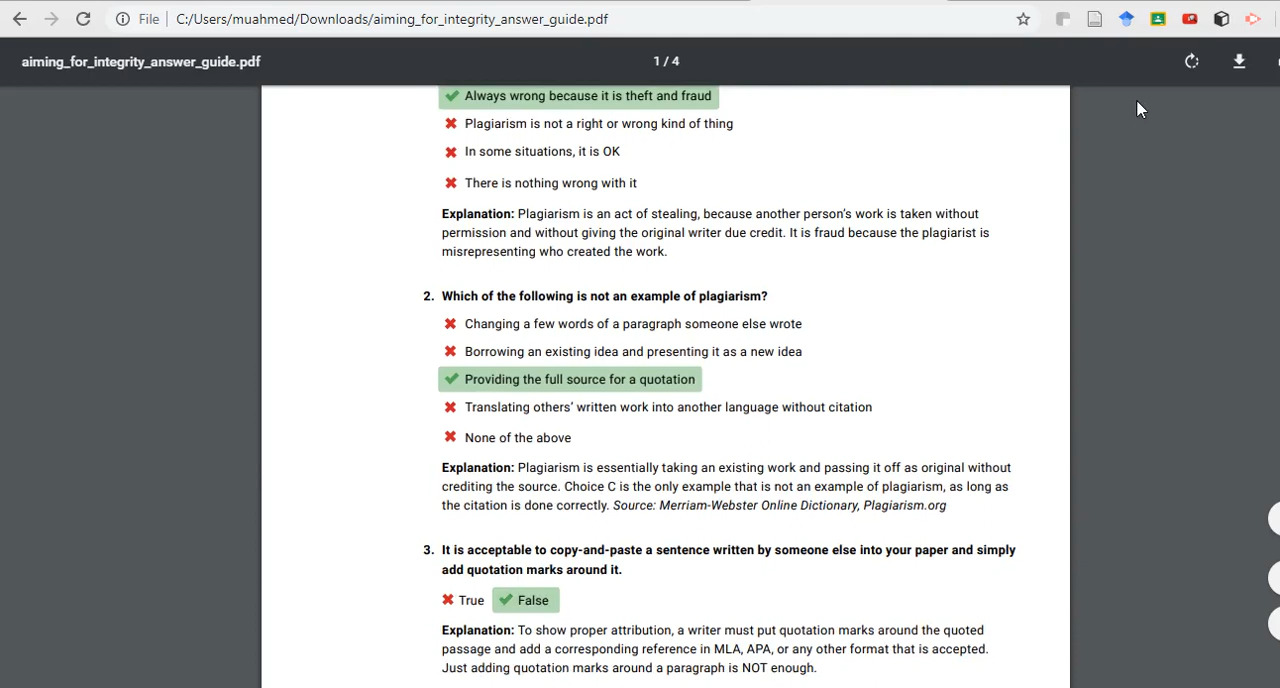 File C:/Users/muahmed/Downloads/aiming_for_integrity_answer_guide.pdf
aiming_for_integrity_answer_guide.pdf 1 / 4
Always wrong because it is theft and fraud
Plagiarism is not a right or wrong kind of thing
In some situations, it is OK
There is nothing wrong with it
Explanation: Plagiarism is an act of stealing, because another person’s work is taken without
permission and without giving the original writer due credit. It is fraud because the plagiarist is
misrepresenting who created the work.
2. Which of the following is not an example of plagiarism?
Changing a few words of a paragraph someone else wrote
Borrowing an existing idea and presenting it as a new idea
Providing the full source for a quotation
Translating others’ written work into another language without citation
None of the above
Explanation: Plagiarism is essentially taking an existing work and passing it off as original without
crediting the source. Choice C is the only example that is not an example of plagiarism, as long as
the citation is done correctly. Source: Merriam-Webster Online Dictionary, Plagiarism.org
3. It is acceptable to copy-and-paste a sentence written by someone else into your paper and simply
add quotation marks around it.
True False
Explanation: To show proper attribution, a writer must put quotation marks around the quoted
passage and add a corresponding reference in MLA, APA, or any other format that is accepted.
Just adding quotation marks around a paragraph is NOT enough.